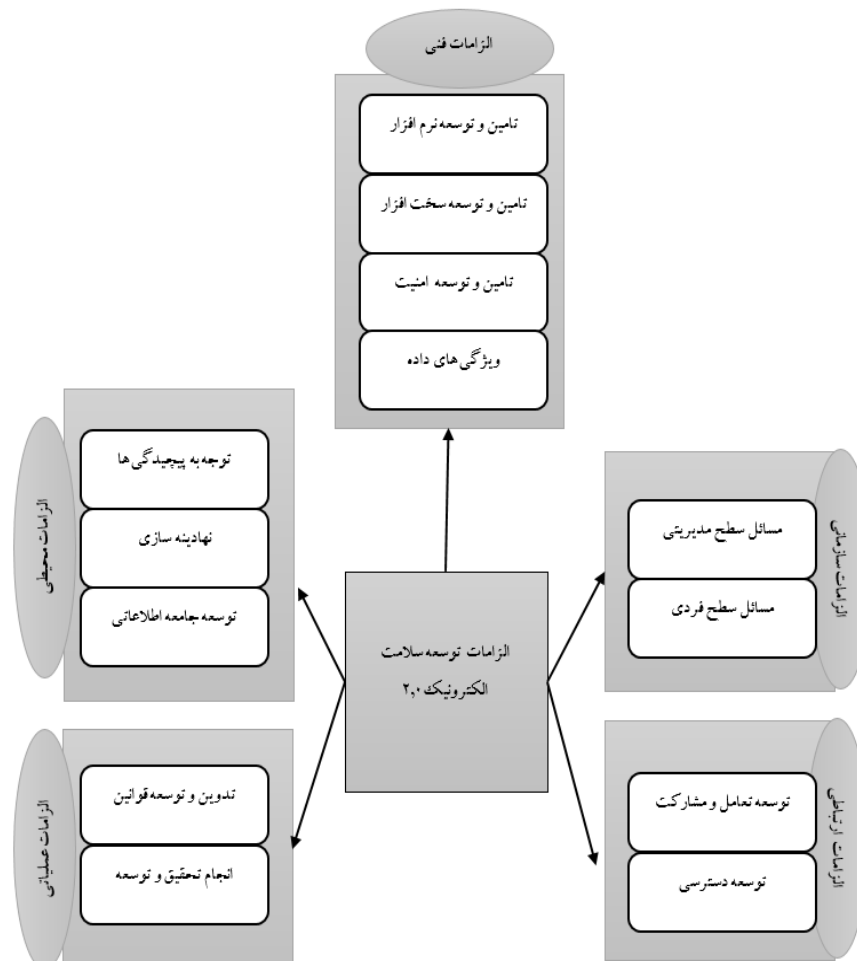 الزامات فنی
تامین و توسعه نرم افزار
تامین و توسعه سخت افزار
تامین و توسعه امنیت
ویژگی‌های داده
الزامات سازمانی
مسائل سطح مدیریتی
مسائل سطح فردی
الزامات محیطی
توجه به پیچیدگی‌ها
نهادینه سازی
توسعه جامعه اطلاعاتی
الزامات توسعه سلامت
الکترونیک ۲,۰
الزامات ارتباطی
توسعه تعامل و مشارکت
توسعه دسترسی
الزامات عملیاتی
تدوین و توسعه قوانین
انجام تحقیق و توسعه